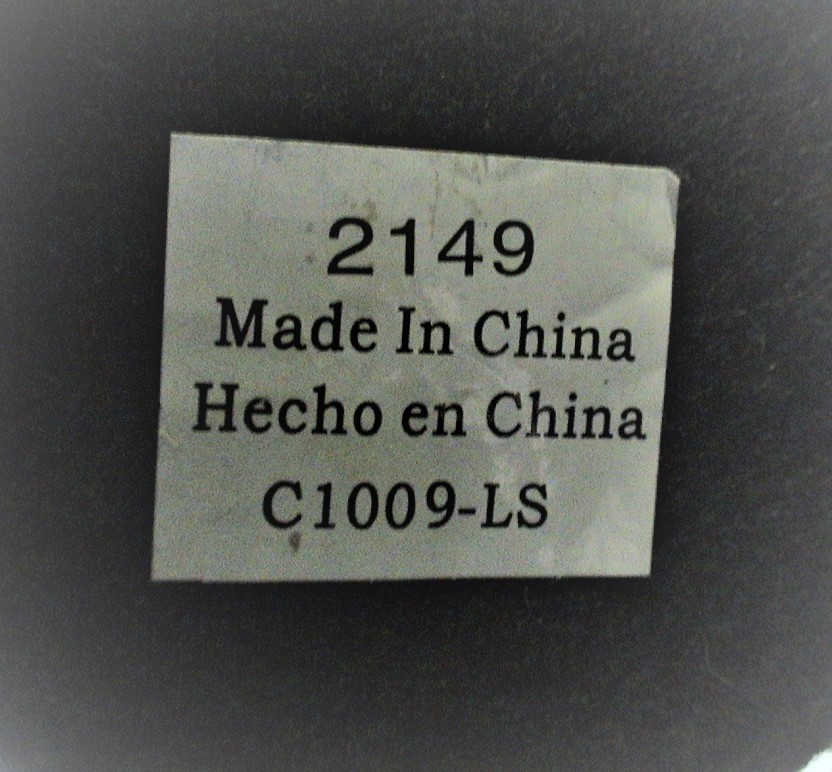 2149
Made In China
Hecho en China
C1009-LS